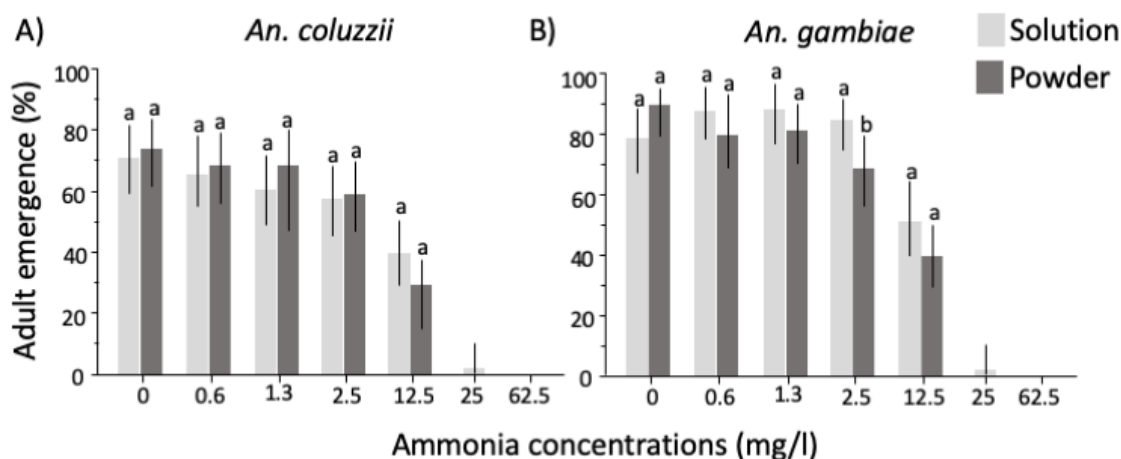 A) An. coluzzii B) An. gambiae Solution
Powder
Adult emergence (%)
100
80
60
40
20
0
a a a a a a a a a a
0 0.6 1.3 2.5 12.5 25 62.5
100
80
60
40
20
0
a a a a a a a b a a
0 0.6 1.3 2.5 12.5 25 62.5
Ammonia concentrations (mg/l)